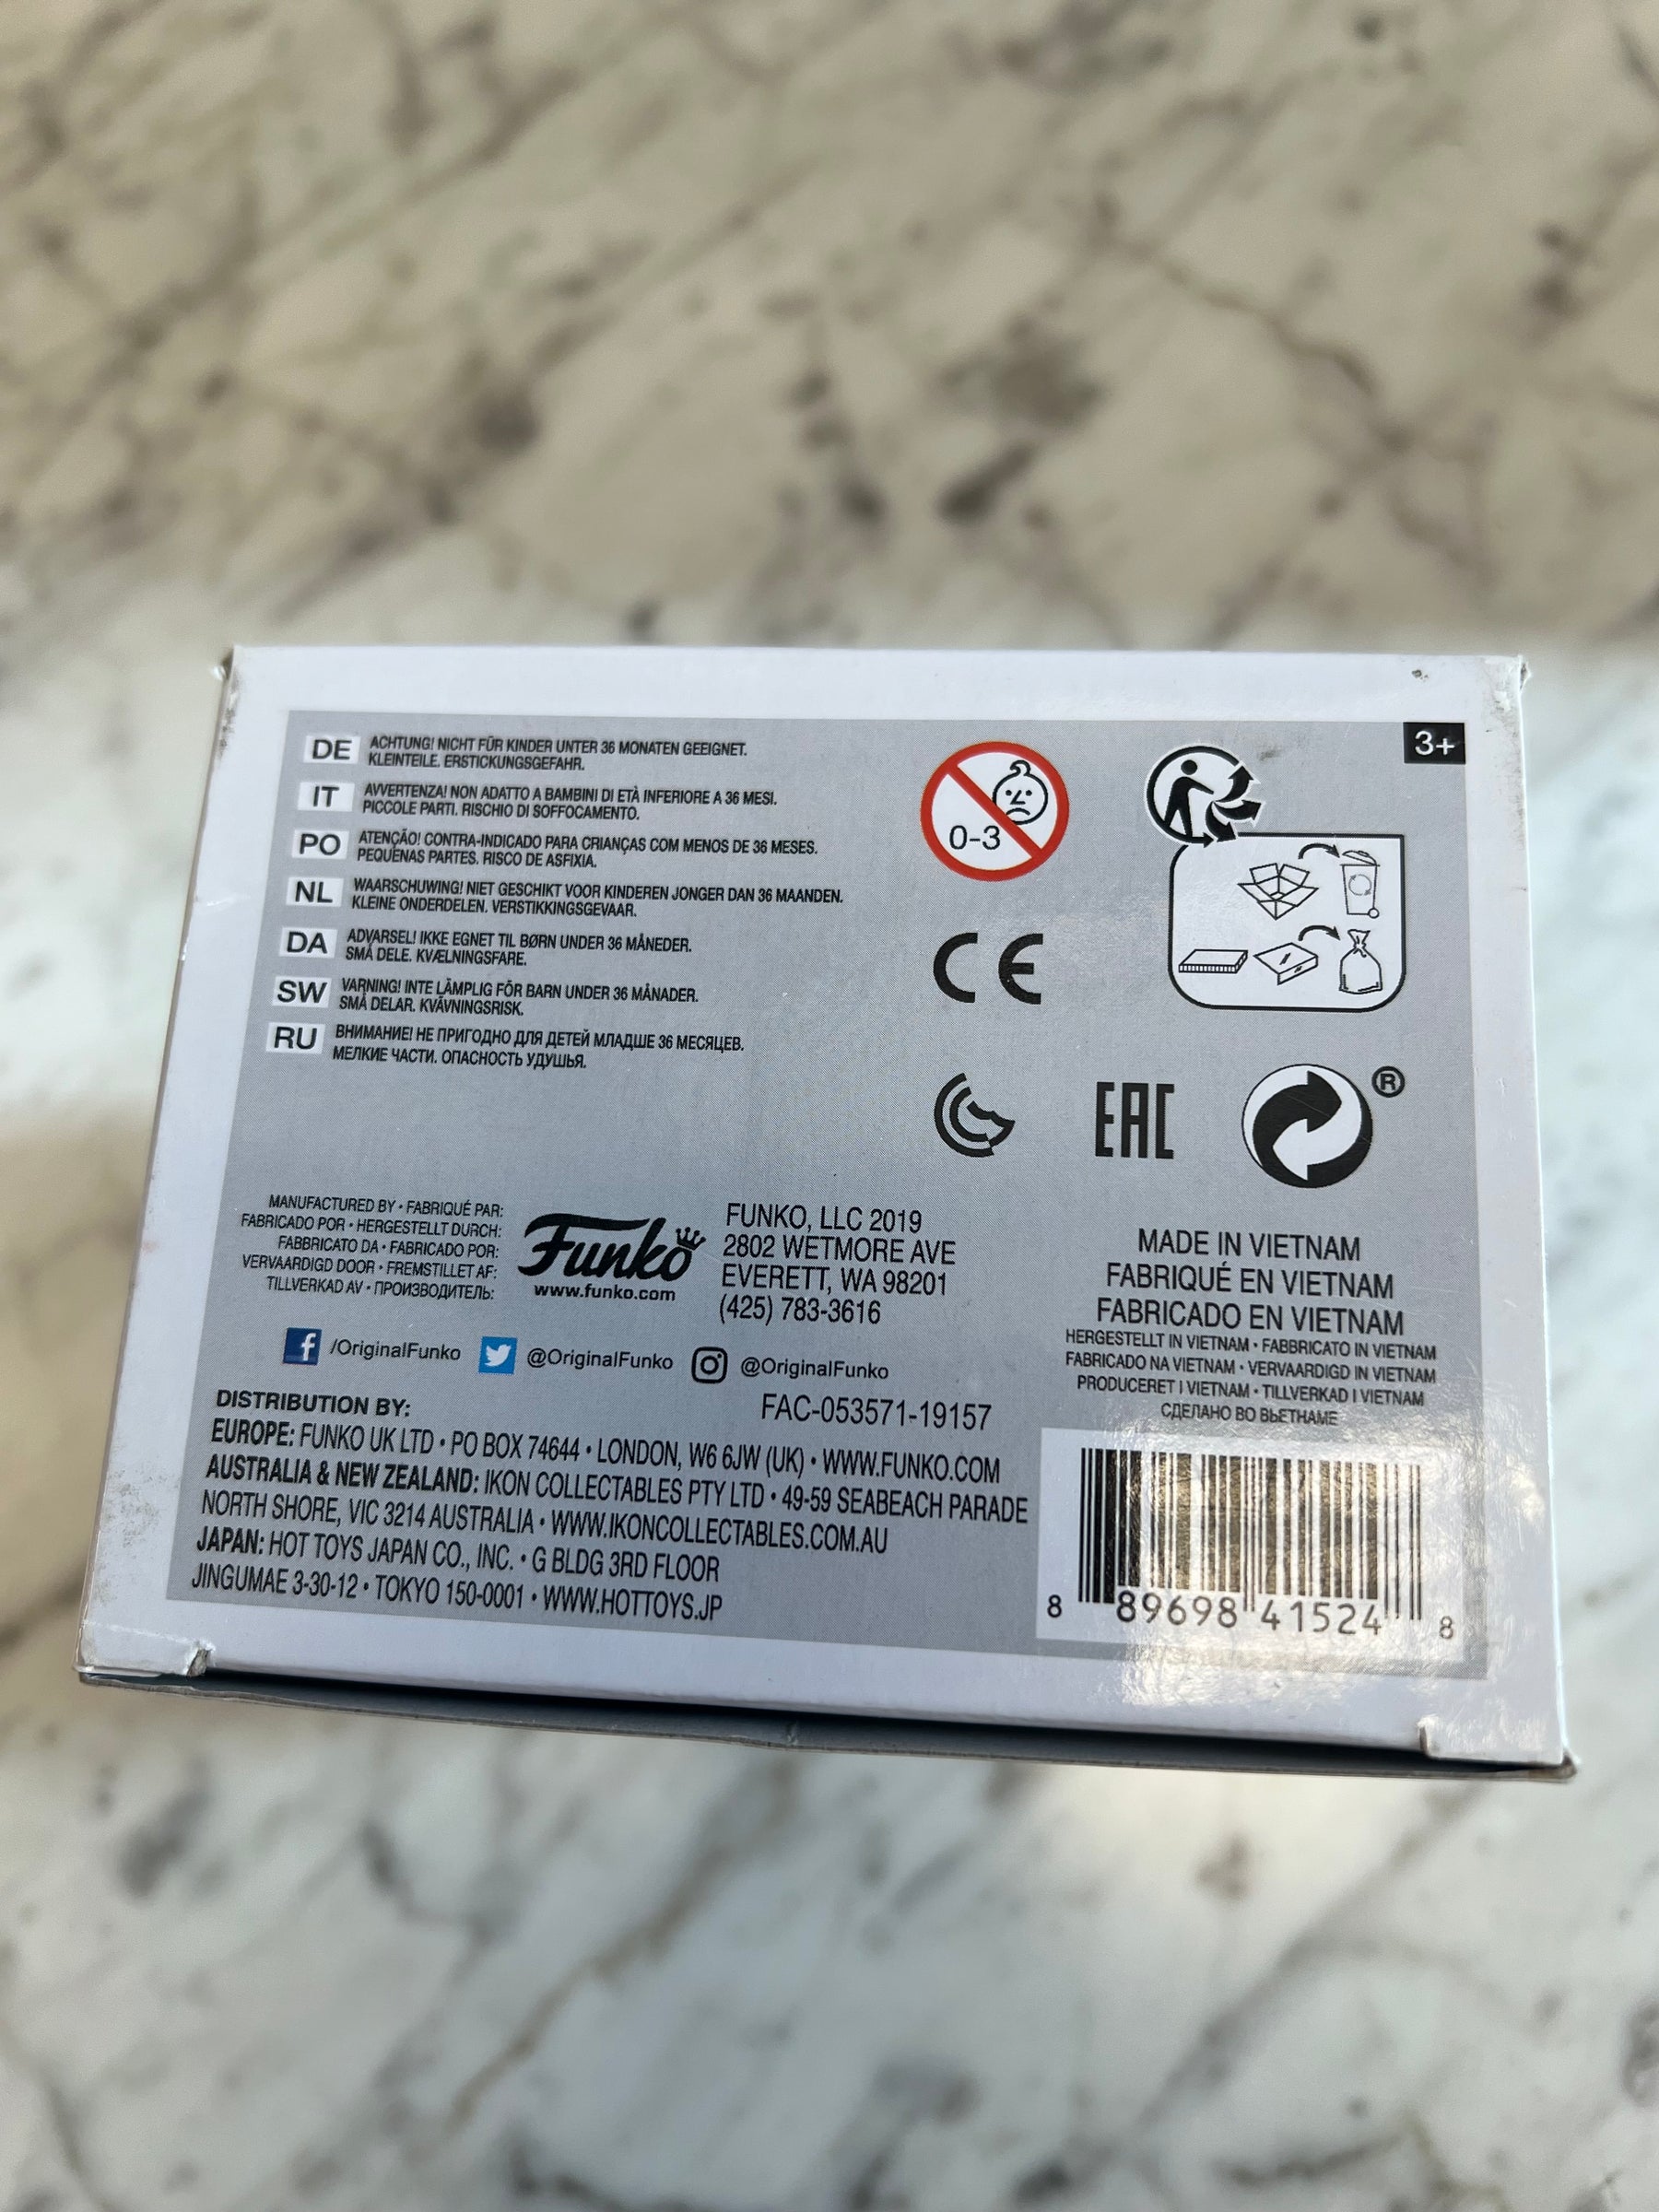 DE ACHTUNG! NICHT FÜR KINDER UNTER 36 MONATEN GEEIGNET.
KLEINTEILE. ERSTICKUNGSGEFAHR.
IT AVVERTENZA! NON ADATTO A BAMBINI DI ETÀ INFERIORE A 36 MESI.
PICCOLE PARTI. RISCHIO DI SOFFOCAMENTO.
PO ATENÇÃO! CONTRA-INDICADO PARA CRIANÇAS COM MENOS DE 36 MESES.
PEQUENAS PARTES. RISCO DE ASFIXIA.
NL WAARSCHUWING! NIET GESCHIKT VOOR KINDEREN JONGER DAN 36 MAANDEN.
KLEINE ONDERDELEN. VERSTIKKINGSGEVAAR.
DA ADVARSEL! IKKE EGNET TIL BØRN UNDER 36 MÅNEDER.
SMÅ DELE. KVÆLNINGSFARE.
SW VARNING! INTE LÄMPLIG FÖR BARN UNDER 36 MÅNADER.
SMÅ DELAR. KVÄVNINGSRISK.
RU ВНИМАНИЕ! НЕ ПРИГОДНО ДЛЯ ДЕТЕЙ МЛАДШЕ 36 МЕСЯЦЕВ.
МЕЛКИЕ ЧАСТИ. ОПАСНОСТЬ УДУШЬЯ.
0-3
3+
CE
EAC
®
MANUFACTURED BY • FABRIQUÉ PAR:
FABRICADO POR • HERGESTELLT DURCH:
FABBRICATO DA • FABRICADO POR:
VERVAARDIGD DOOR • FREMSTILLET AF:
TILLVERKAD AV • ПРОИЗВОДИТЕЛЬ:
Funko
www.funko.com
FUNKO, LLC 2019
2802 WETMORE AVE
EVERETT, WA 98201
(425) 783-3616
/OriginalFunko @OriginalFunko @OriginalFunko
FAC-053571-19157
DISTRIBUTION BY:
EUROPE: FUNKO UK LTD • PO BOX 74644 • LONDON, W6 6JW (UK) • WWW.FUNKO.COM
AUSTRALIA & NEW ZEALAND: IKON COLLECTABLES PTY LTD • 49-59 SEABEACH PARADE
NORTH SHORE, VIC 3214 AUSTRALIA • WWW.IKONCOLLECTABLES.COM.AU
JAPAN: HOT TOYS JAPAN CO., INC. • G BLDG 3RD FLOOR
JINGUMAE 3-30-12 • TOKYO 150-0001 • WWW.HOTTOYS.JP
MADE IN VIETNAM
FABRIQUÉ EN VIETNAM
FABRICADO EN VIETNAM
HERGESTELLT IN VIETNAM • FABBRICATO IN VIETNAM
FABRICADO NA VIETNAM • VERVAARDIGD IN VIETNAM
PRODUCERET I VIETNAM • TILLVERKAD I VIETNAM
СДЕЛАНО ВО ВЬЕТНАМЕ
8 89698 41524 8